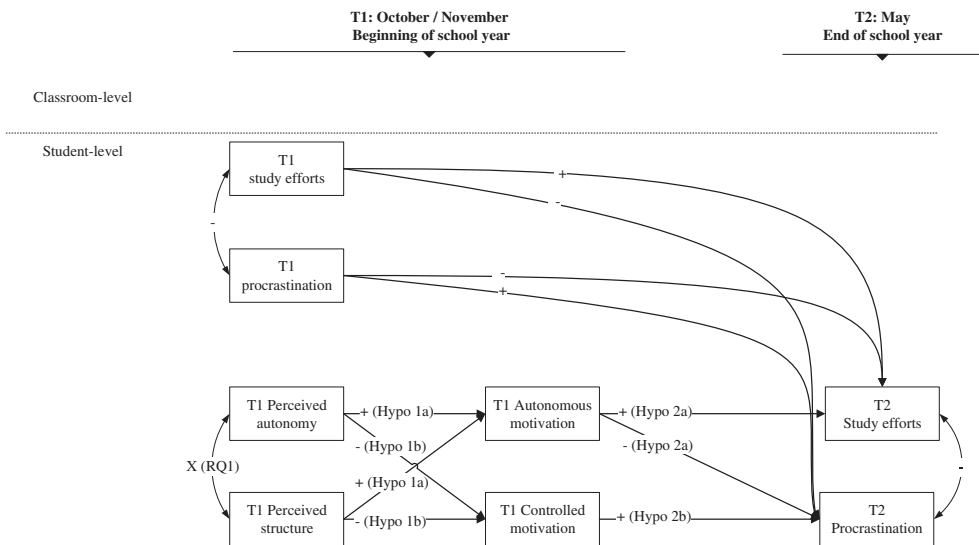 T1: October / November
Beginning of school year
T2: May
End of school year
Classroom-level
Student-level
T1
study efforts
+
-
-
T1
procrastination
-
+
T1 Perceived
autonomy
+ (Hypo 1a)
T1 Autonomous
motivation
+ (Hypo 2a)
T2
Study efforts
- (Hypo 1b)
- (Hypo 2a)
X (RQ1)
-
+ (Hypo 1a)
T1 Perceived
structure
- (Hypo 1b)
T1 Controlled
motivation
+ (Hypo 2b)
T2
Procrastination